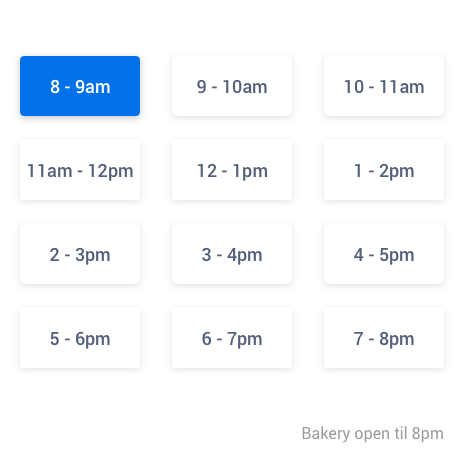 8 - 9am
9 - 10am
10 - 11am
11am - 12pm
12 - 1pm
1 - 2pm
2 - 3pm
3 - 4pm
4 - 5pm
5 - 6pm
6 - 7pm
7 - 8pm
Bakery open til 8pm